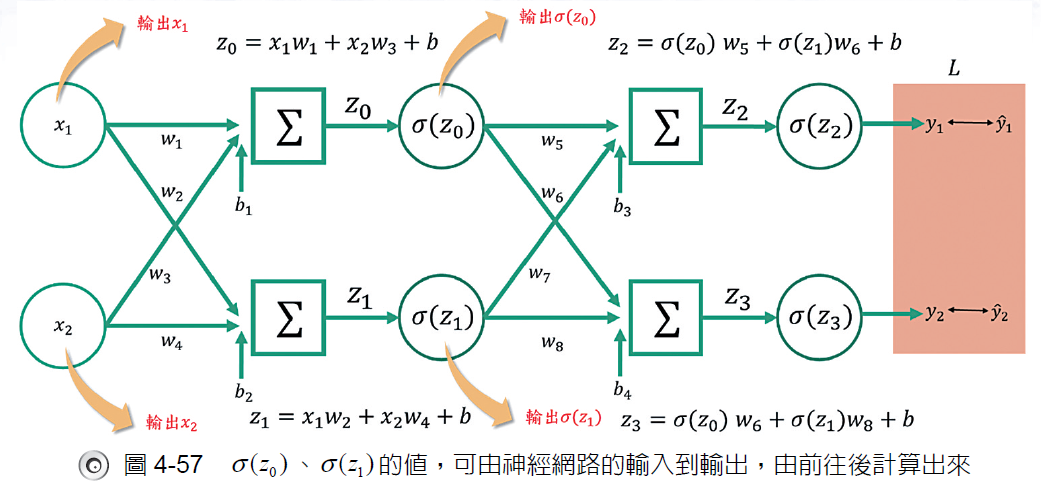 輸出x₁
z₀ = x₁w₁ + x₂w₃ + b
輸出σ(z₀)
z₂ = σ(z₀) w₅ + σ(z₁)w₆ + b
L
x₁
w₁
Σ
z₀
σ(z₀)
w₅
Σ
z₂
σ(z₂)
y₁
ŷ₁
w₂
b₁
w₆
b₃
w₃
w₇
x₂
w₄
Σ
z₁
σ(z₁)
w₈
Σ
z₃
σ(z₃)
y₂
ŷ₂
b₂
b₄
輸出x₂
z₁ = x₁w₂ + x₂w₄ + b
輸出σ(z₁)
z₃ = σ(z₀) w₆ + σ(z₁)w₈ + b
圖 4-57 σ(z₀)、σ(z₁)的值，可由神經網路的輸入到輸出，由前往後計算出來